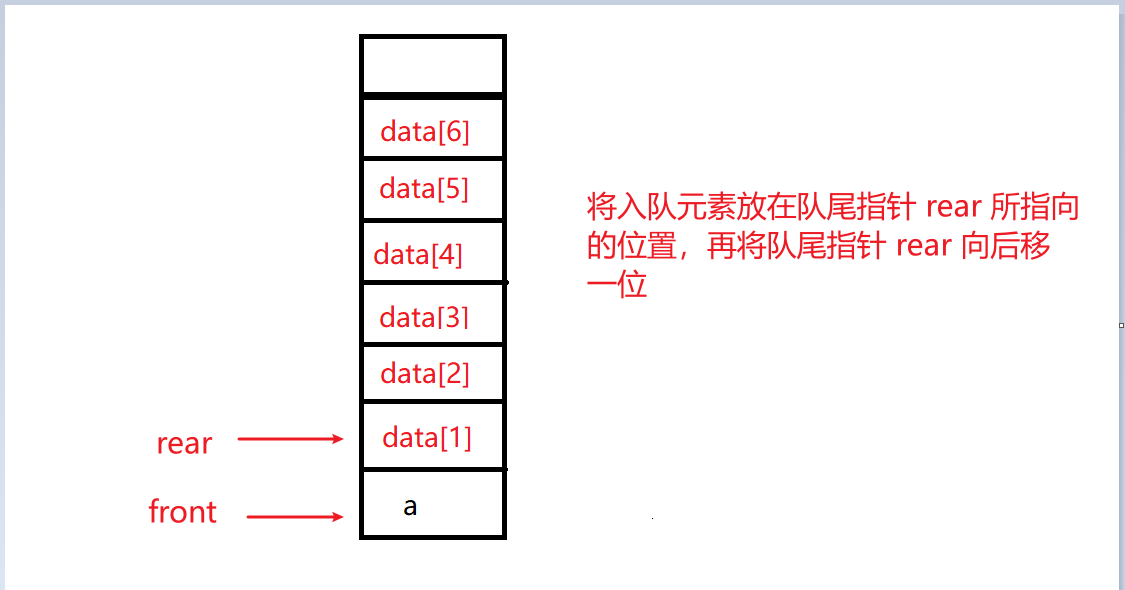 data[6]
data[5]
data[4]
data[3]
data[2]
data[1]
a
rear
front
将入队元素放在队尾指针 rear 所指向
的位置，再将队尾指针 rear 向后移
一位